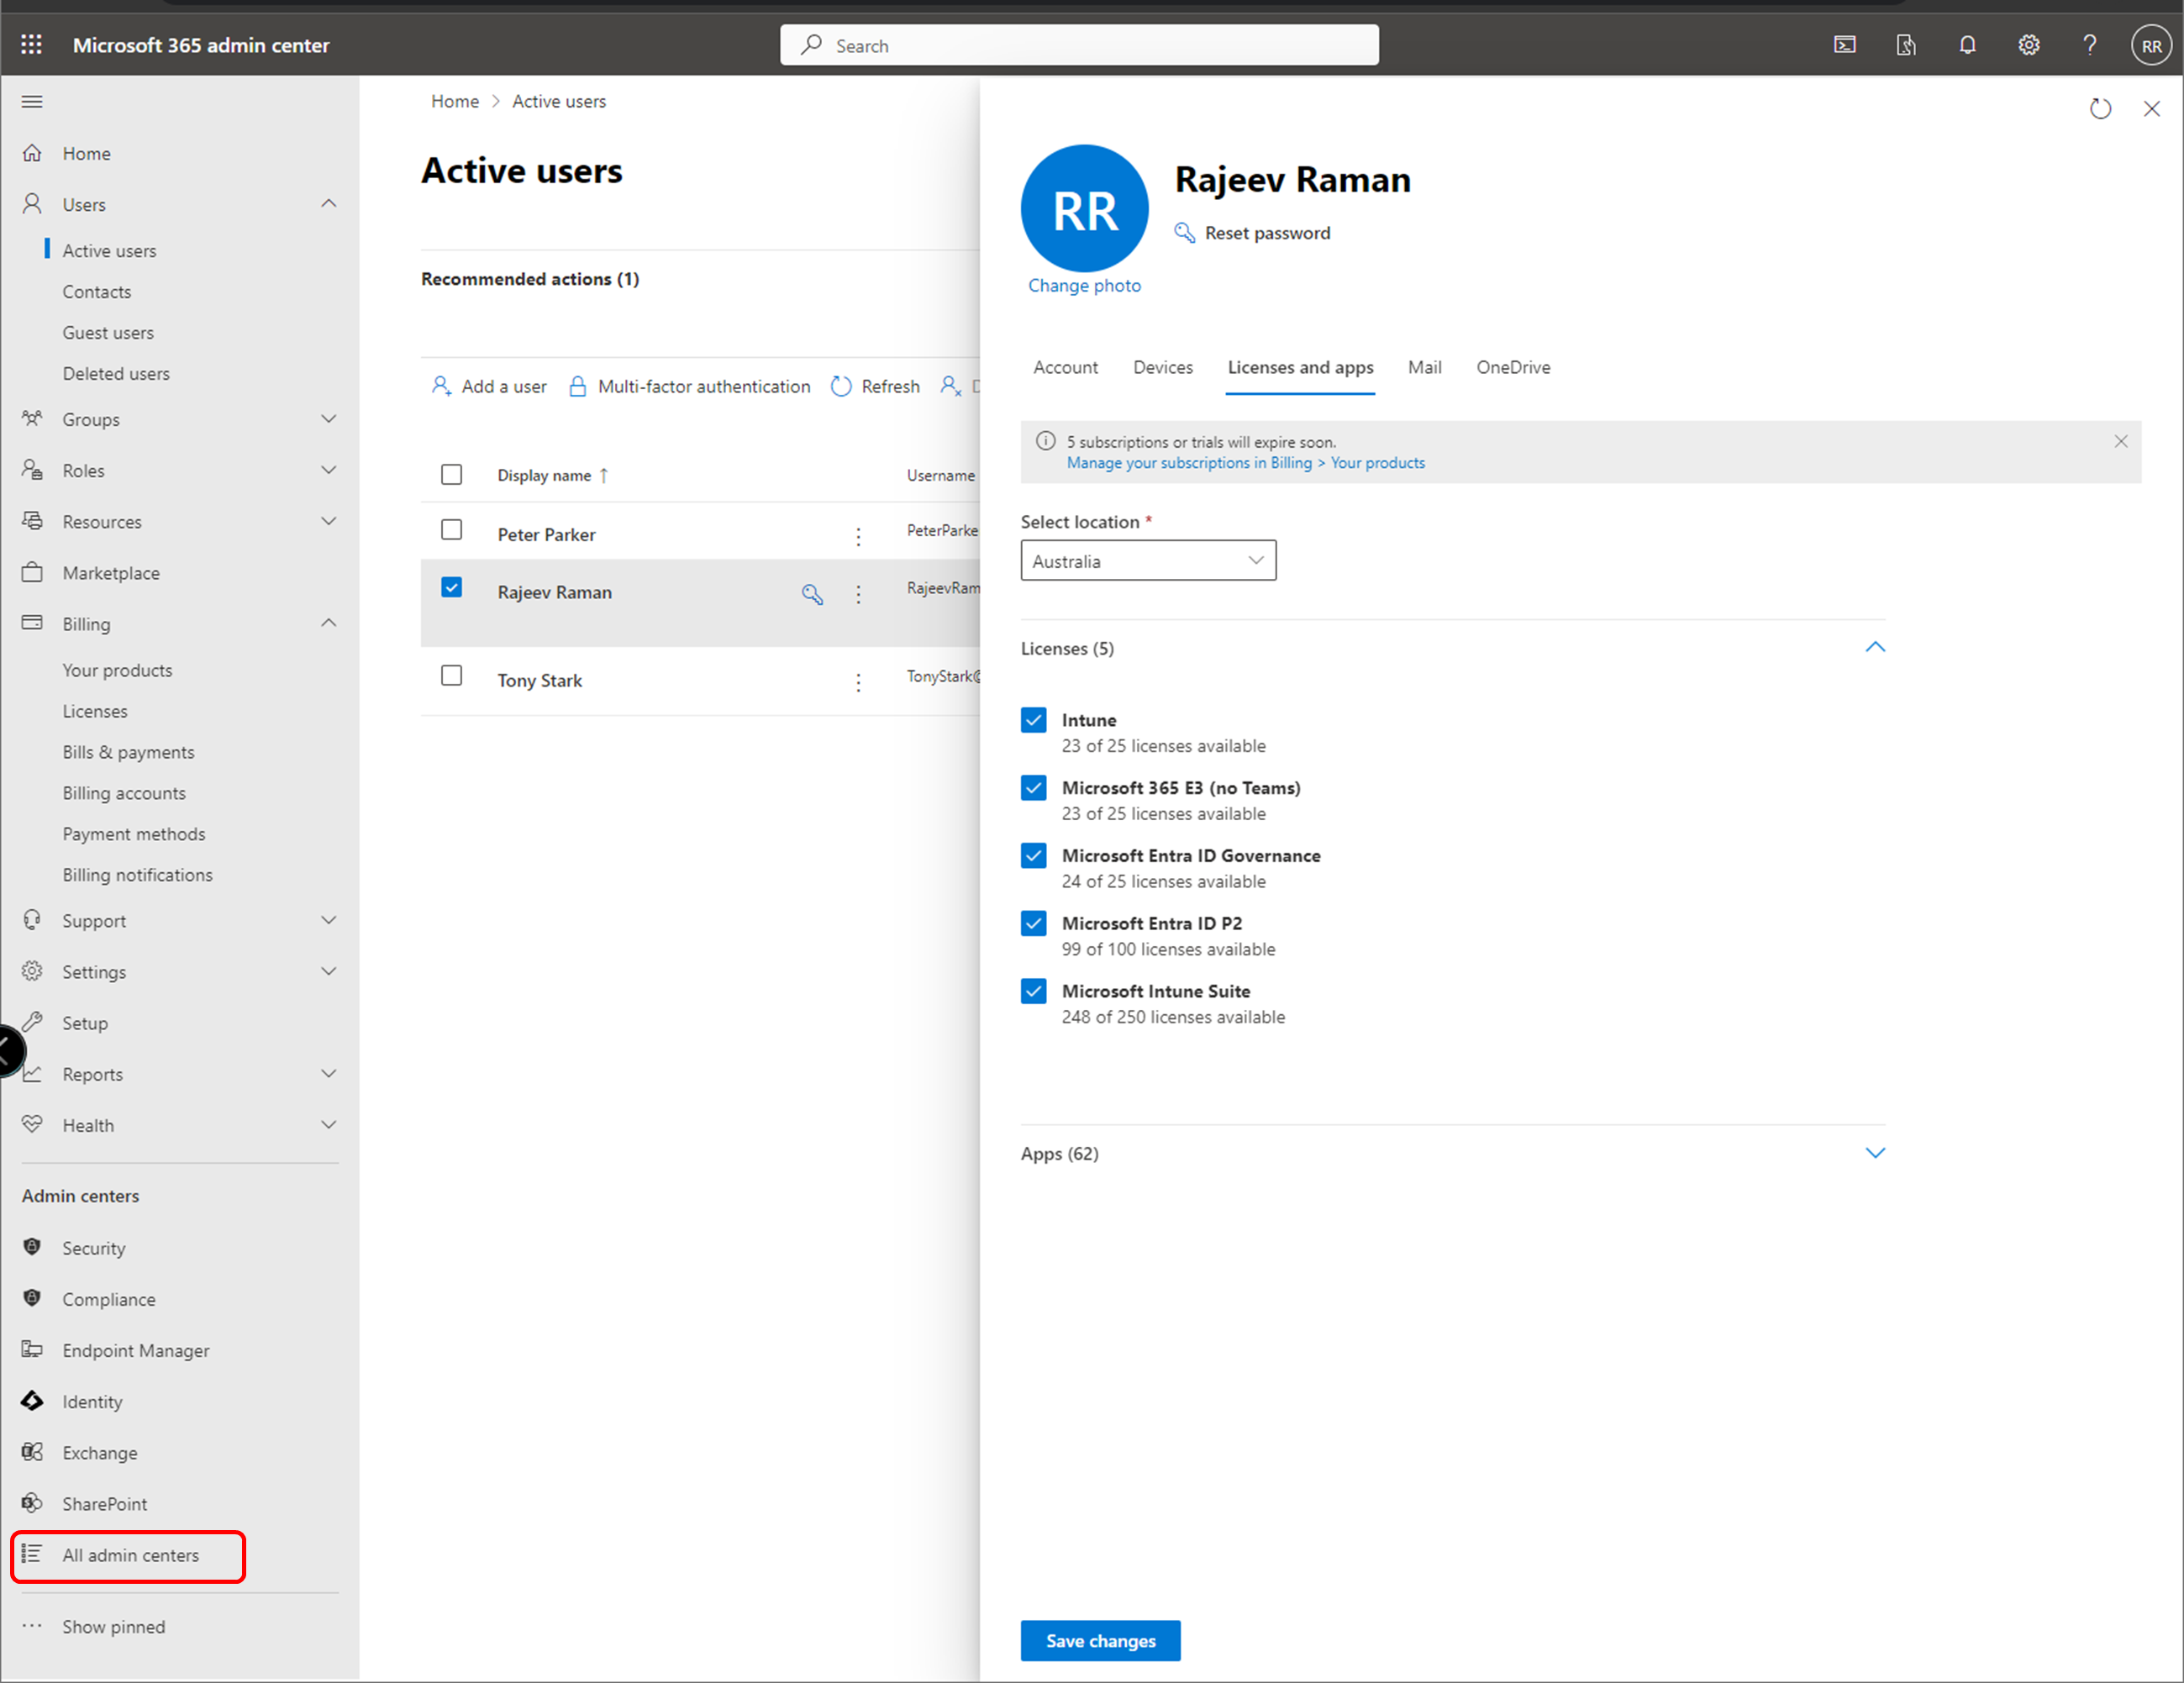 Microsoft 365 admin center
Search
RR
Home
Users
Active users
Contacts
Guest users
Deleted users
Groups
Roles
Resources
Marketplace
Billing
Your products
Licenses
Bills & payments
Billing accounts
Payment methods
Billing notifications
Support
Settings
Setup
Reports
Health
Admin centers
Security
Compliance
Endpoint Manager
Identity
Exchange
SharePoint
All admin centers
Show pinned
Home > Active users
Active users
Recommended actions (1)
Add a user Multi-factor authentication Refresh
Display name ↑ Username
Peter Parker PeterParke
Rajeev Raman RajeevRam
Tony Stark TonyStark@
RR
Rajeev Raman
Reset password
Change photo
Account Devices Licenses and apps Mail OneDrive
5 subscriptions or trials will expire soon.
Manage your subscriptions in Billing > Your products
Select location *
Australia
Licenses (5)
Intune
23 of 25 licenses available
Microsoft 365 E3 (no Teams)
23 of 25 licenses available
Microsoft Entra ID Governance
24 of 25 licenses available
Microsoft Entra ID P2
99 of 100 licenses available
Microsoft Intune Suite
248 of 250 licenses available
Apps (62)
Save changes